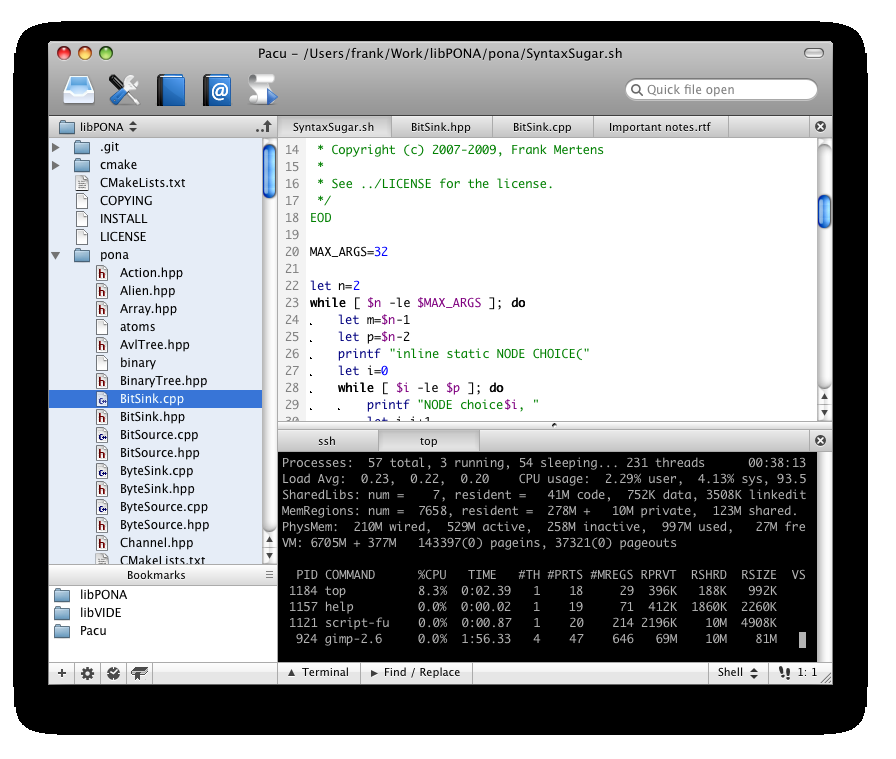 Pacu – /Users/frank/Work/libPONA/pona/SyntaxSugar.sh
@
Quick file open
libPONA
SyntaxSugar.sh
BitSink.hpp
BitSink.cpp
Important notes.rtf
.git
cmake
CMakeLists.txt
COPYING
INSTALL
LICENSE
pona
Action.hpp
Alien.hpp
Array.hpp
atoms
AvlTree.hpp
binary
BinaryTree.hpp
BitSink.cpp
BitSink.hpp
BitSource.cpp
BitSource.hpp
ByteSink.cpp
ByteSink.hpp
ByteSource.cpp
ByteSource.hpp
Channel.hpp
CMakeLists.txt
Bookmarks
libPONA
libVIDE
Pacu
14 * Copyright (c) 2007-2009, Frank Mertens
15 *
16 * See ../LICENSE for the license.
17 */
18 EOD
19
20 MAX_ARGS=32
21
22 let n=2
23 while [ $n -le $MAX_ARGS ]; do
24 . let m=$n-1
25 . let p=$n-2
26 . printf "inline static NODE CHOICE("
27 . let i=0
28 . while [ $i -le $p ]; do
29 . . printf "NODE choice$i, "
30 . . let i=i+1
ssh
top
Processes: 57 total, 3 running, 54 sleeping... 231 threads 00:38:13
Load Avg: 0.23, 0.22, 0.20 CPU usage: 2.29% user, 4.13% sys, 93.5
SharedLibs: num = 7, resident = 41M code, 752K data, 3508K linkedit
MemRegions: num = 7658, resident = 278M + 10M private, 123M shared.
PhysMem: 210M wired, 529M active, 258M inactive, 997M used, 27M fre
VM: 6705M + 377M 143397(0) pageins, 37321(0) pageouts
PID COMMAND %CPU TIME #TH #PRTS #MREGS RPRVT RSHRD RSIZE VS
1184 top 8.3% 0:02.39 1 18 29 396K 188K 992K
1157 help 0.0% 0:00.02 1 19 71 412K 1860K 2260K
1121 script-fu 0.0% 0:00.87 1 20 214 2196K 10M 4908K
924 gimp-2.6 0.0% 1:56.33 4 47 646 69M 10M 81M
Terminal
Find / Replace
Shell
1: 1